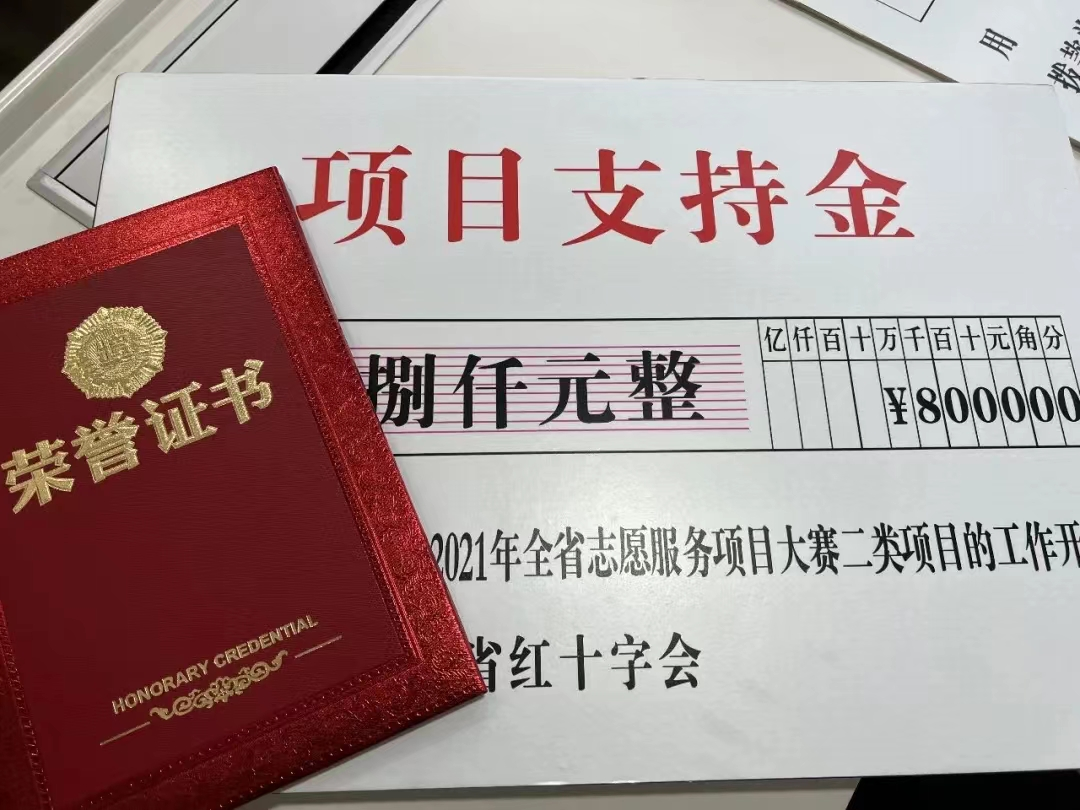 用
拨
项目支持金
亿仟百十万千百十元角分
捌仟元整
¥800000
2021年全省志愿服务项目大赛二类项目的工作开
省红十字会
荣誉证书
HONORARY CREDENTIAL